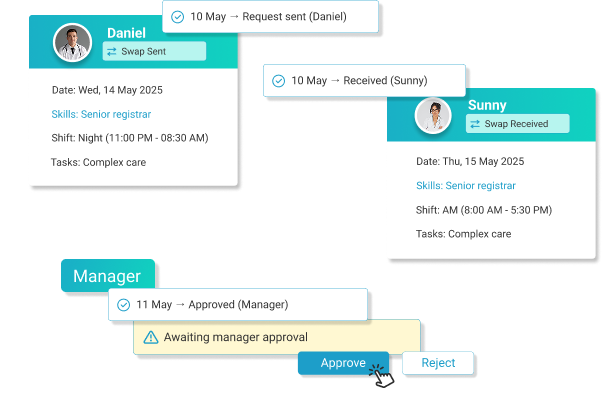 10 May → Request sent (Daniel)
Daniel
Swap Sent
Date: Wed, 14 May 2025
Skills: Senior registrar
Shift: Night (11:00 PM - 08:30 AM)
Tasks: Complex care
10 May → Received (Sunny)
Sunny
Swap Received
Date: Thu, 15 May 2025
Skills: Senior registrar
Shift: AM (8:00 AM - 5:30 PM)
Tasks: Complex care
Manager
11 May → Approved (Manager)
Awaiting manager approval
Approve
Reject